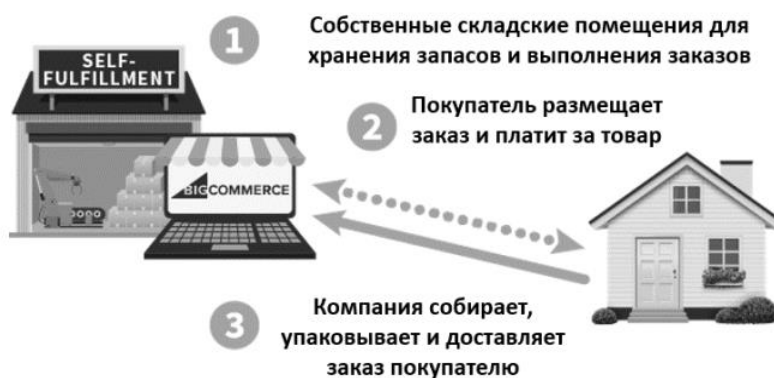 1
Собственные складские помещения для
хранения запасов и выполнения заказов
SELF-
FULFILLMENT
2
Покупатель размещает
заказ и платит за товар
BIGCOMMERCE
3
Компания собирает,
упаковывает и доставляет
заказ покупателю